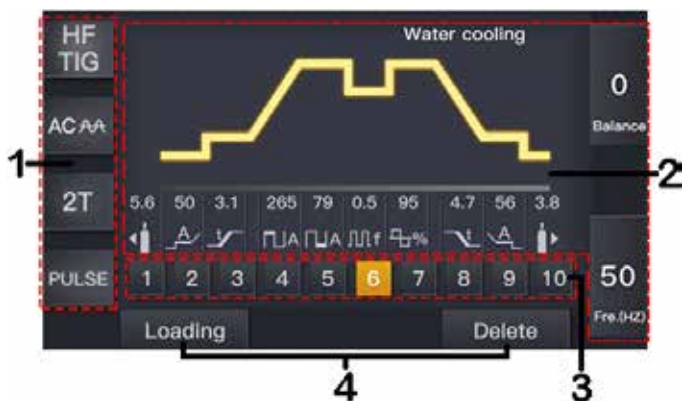 HF
TIG
AC
2T
PULSE
Water cooling
0
Balance
50
Fre.(HZ)
5.6 50 3.1 265 79 0.5 95 4.7 56 3.8
A t A A f % t A
1 2 3 4 5 6 7 8 9 10
Loading Delete
1
2
3
4